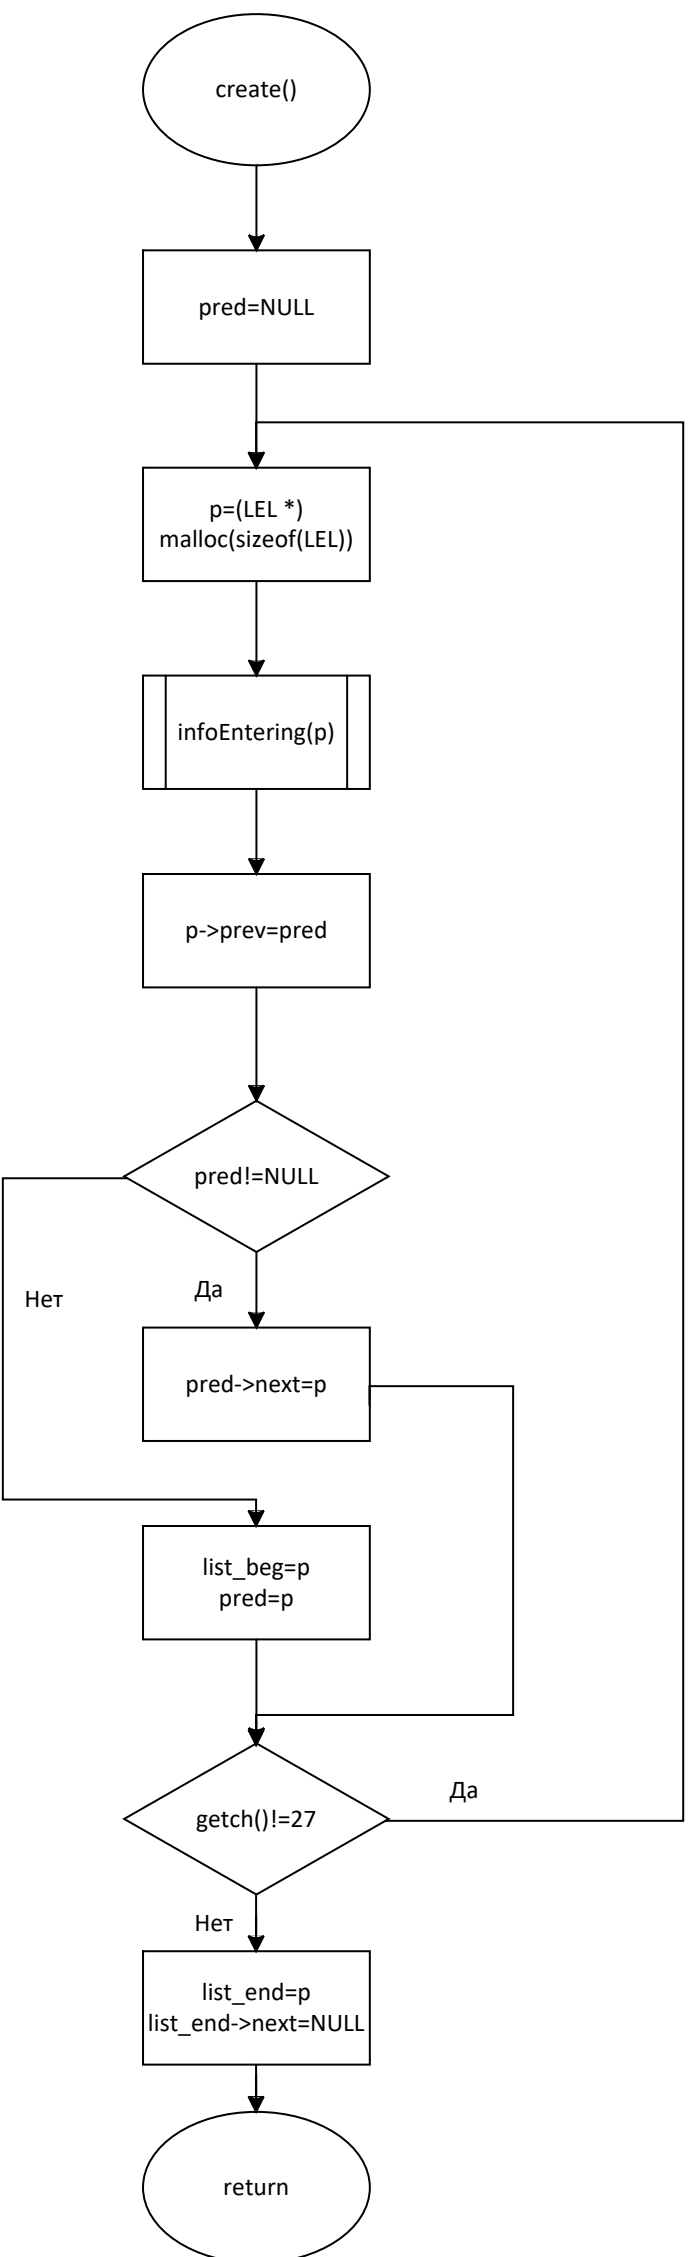 create()
pred=NULL
p=(LEL *)
malloc(sizeof(LEL))
infoEntering(p)
p->prev=pred
pred!=NULL
Да
Нет
pred->next=p
list_beg=p
pred=p
Да
getch()!=27
Нет
list_end=p
list_end->next=NULL
return